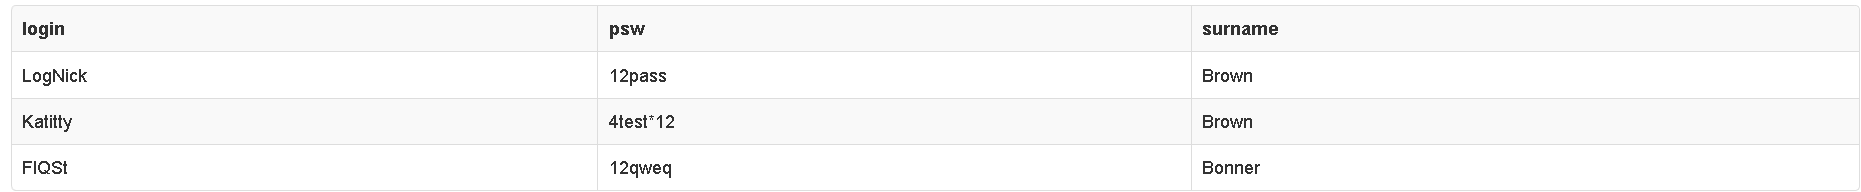 login psw surname
LogNick 12pass Brown
Katitty 4test*12 Brown
FIQSt 12qweq Bonner